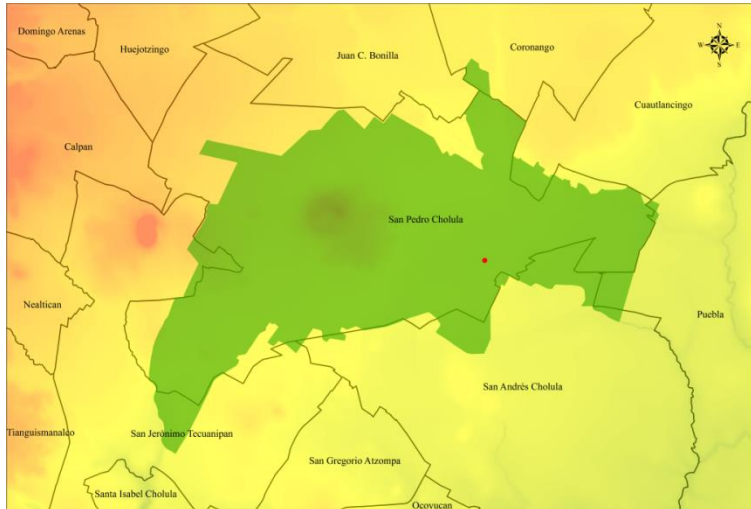 Domingo Arenas
Huejotzingo
Juan C. Bonilla
Coronango
N
W E
S
Cuautlancingo
Calpan
San Pedro Cholula
Nealtican
Puebla
San Andrés Cholula
Tianguismanalco
San Jerónimo Tecuanipan
San Gregorio Atzompa
Santa Isabel Cholula
Ocoyucan